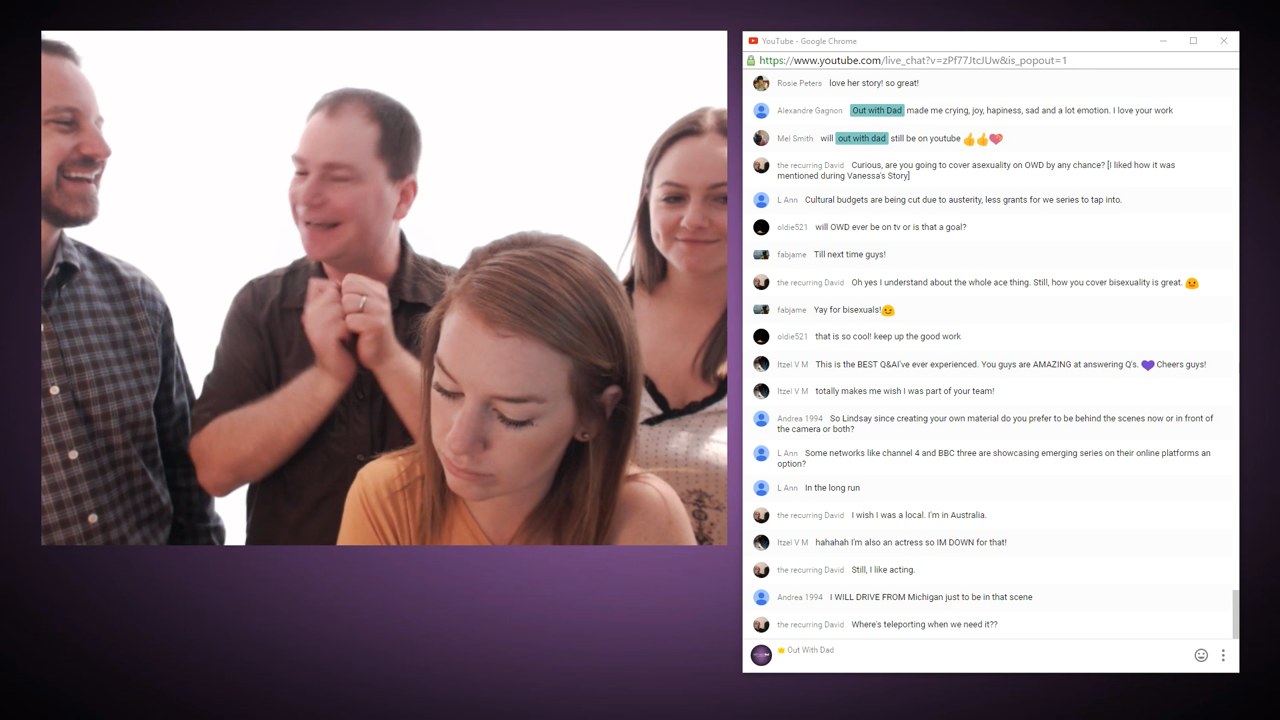 YouTube - Google Chrome
https://www.youtube.com/live_chat?v=zPf77JtcJUw&is_popout=1
Rosie Peters love her story! so great!
Alexandre Gagnon Out with Dad made me crying, joy, hapiness, sad and a lot emotion. I love your work
Mel Smith will out with dad still be on youtube 👍👍💖
the recurring David Curious, are you going to cover asexuality on OWD by any chance? [I liked how it was
mentioned during Vanessa's Story]
L Ann Cultural budgets are being cut due to austerity, less grants for we series to tap into.
oldie521 will OWD ever be on tv or is that a goal?
fabjame Till next time guys!
the recurring David Oh yes I understand about the whole ace thing. Still, how you cover bisexuality is great. 🙂
fabjame Yay for bisexuals!😉
oldie521 that is so cool! keep up the good work
Itzel V M This is the BEST Q&AI've ever experienced. You guys are AMAZING at answering Q's. 💜 Cheers guys!
Itzel V M totally makes me wish I was part of your team!
Andrea 1994 So Lindsay since creating your own material do you prefer to be behind the scenes now or in front of
the camera or both?
L Ann Some networks like channel 4 and BBC three are showcasing emerging series on their online platforms an
option?
L Ann In the long run
the recurring David I wish I was a local. I'm in Australia.
Itzel V M hahahah I'm also an actress so IM DOWN for that!
the recurring David Still, I like acting.
Andrea 1994 I WILL DRIVE FROM Michigan just to be in that scene
the recurring David Where's teleporting when we need it??
Out With Dad